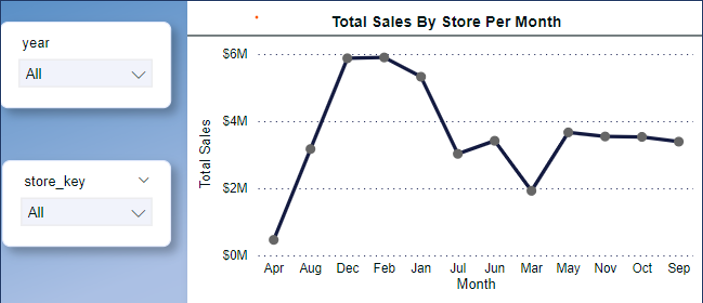 year
All
store_key
All
Total Sales By Store Per Month
Total Sales
$6M
$4M
$2M
$0M
Apr Aug Dec Feb Jan Jul Jun Mar May Nov Oct Sep
Month